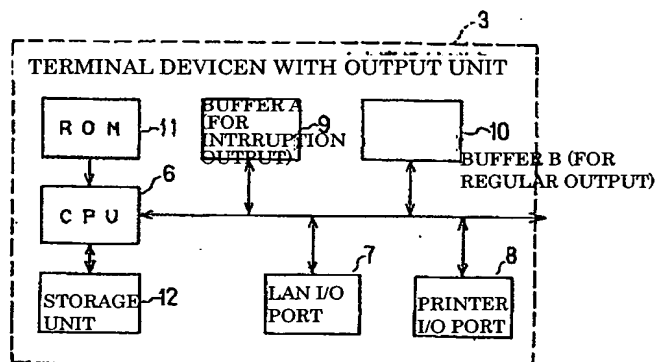 3
TERMINAL DEVICEN WITH OUTPUT UNIT
ROM
11
BUFFER A
(FOR
INTRRUPTION
OUTPUT)
9
10
BUFFER B (FOR
REGULAR OUTPUT)
6
CPU
STORAGE
UNIT
12
7
LAN I/O
PORT
8
PRINTER
I/O PORT